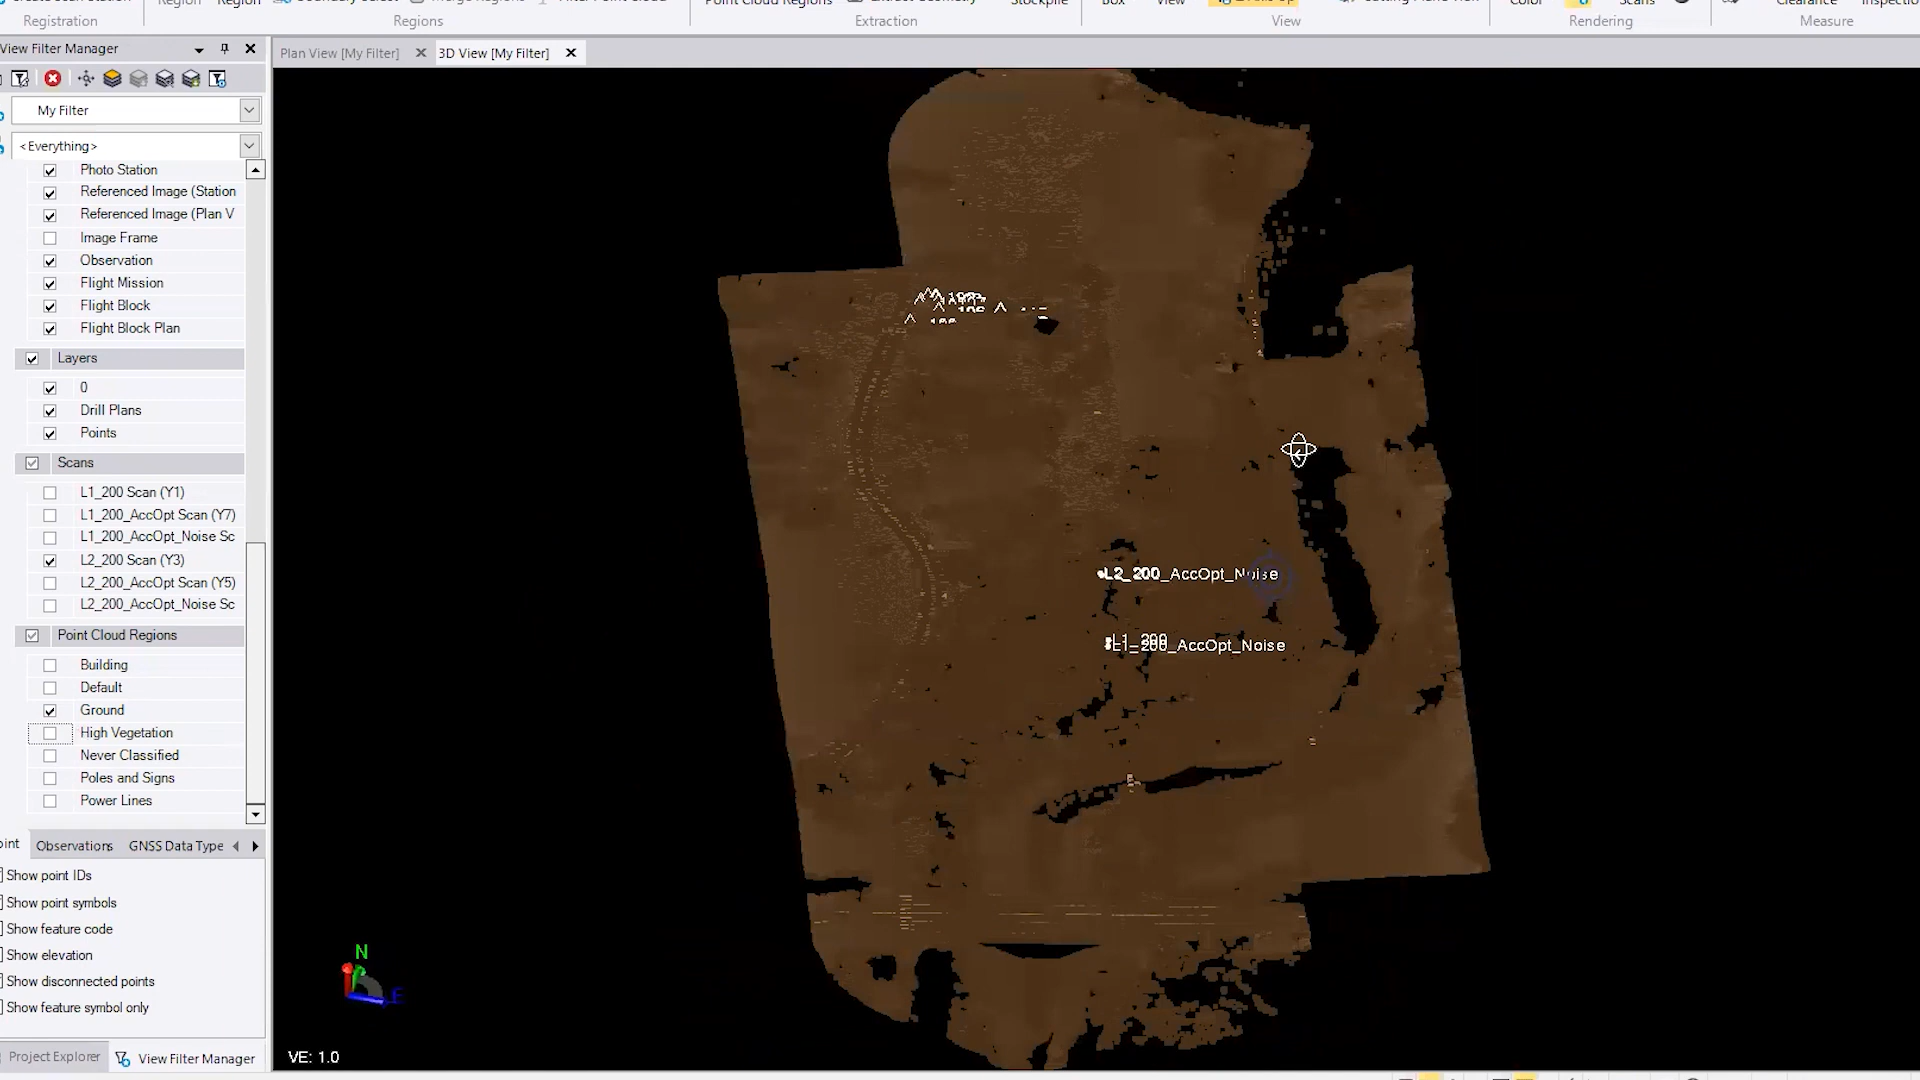 Region
Region
Point Cloud Regions
Extract Geometry
Stockpile
Box
View
Color
Scans
Clearance
Registration
Regions
Extraction
View
Rendering
Measure
View Filter Manager
Plan View [My Filter]
3D View [My Filter]
My Filter
<Everything>
Photo Station
Referenced Image (Station
Referenced Image (Plan V
Image Frame
Observation
Flight Mission
Flight Block
Flight Block Plan
Layers
0
Drill Plans
Points
Scans
L1_200 Scan (Y1)
L1_200_AccOpt Scan (Y7)
L1_200_AccOpt_Noise Sc
L2_200 Scan (Y3)
L2_200_AccOpt Scan (Y5)
L2_200_AccOpt_Noise Sc
Point Cloud Regions
Building
Default
Ground
High Vegetation
Never Classified
Poles and Signs
Power Lines
oint
Observations
GNSS Data Type
Show point IDs
Show point symbols
Show feature code
Show elevation
Show disconnected points
Show feature symbol only
Project Explorer
View Filter Manager
L2_200_AccOpt_Noise
L1_200
L1_200_AccOpt_Noise
N
E
VE: 1.0